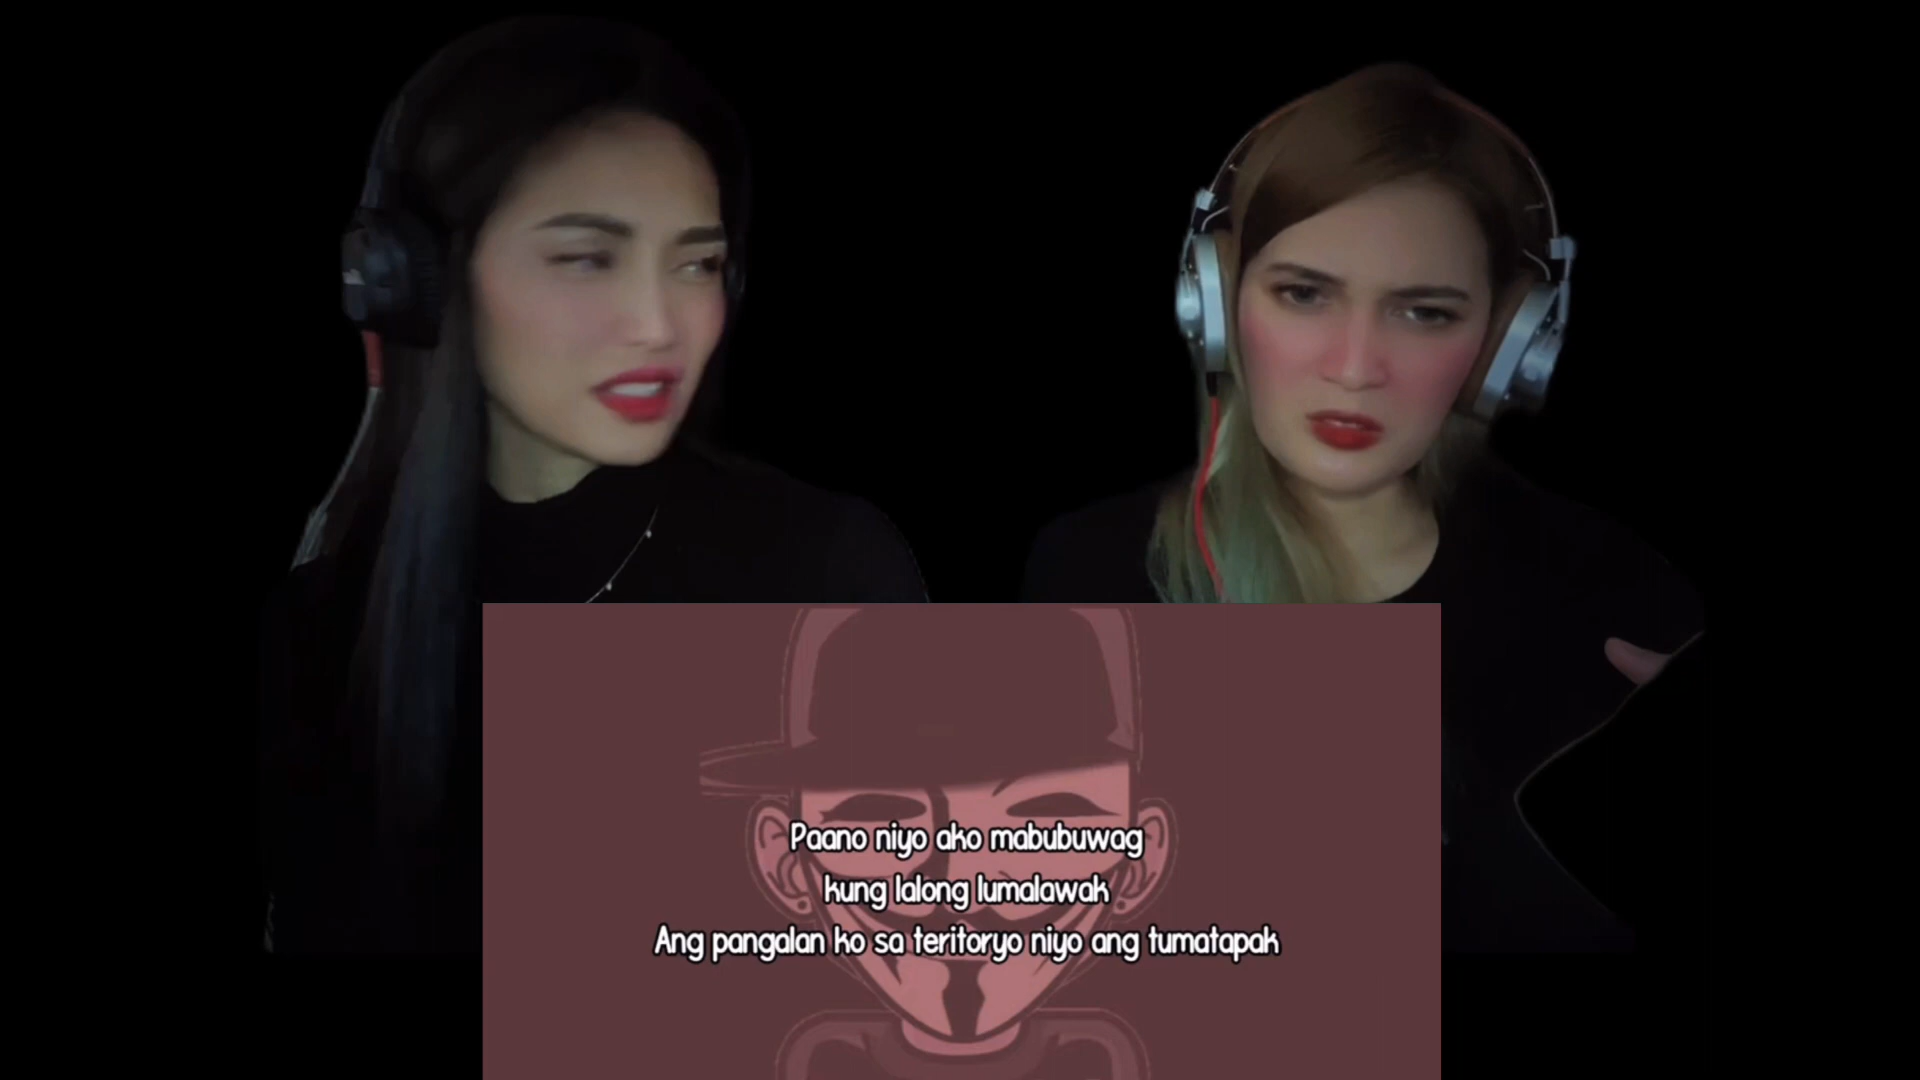 Paano niyo ako mabubuwag
kung lalong lumalawak
Ang pangalan ko sa teritoryo niyo ang tumatapak